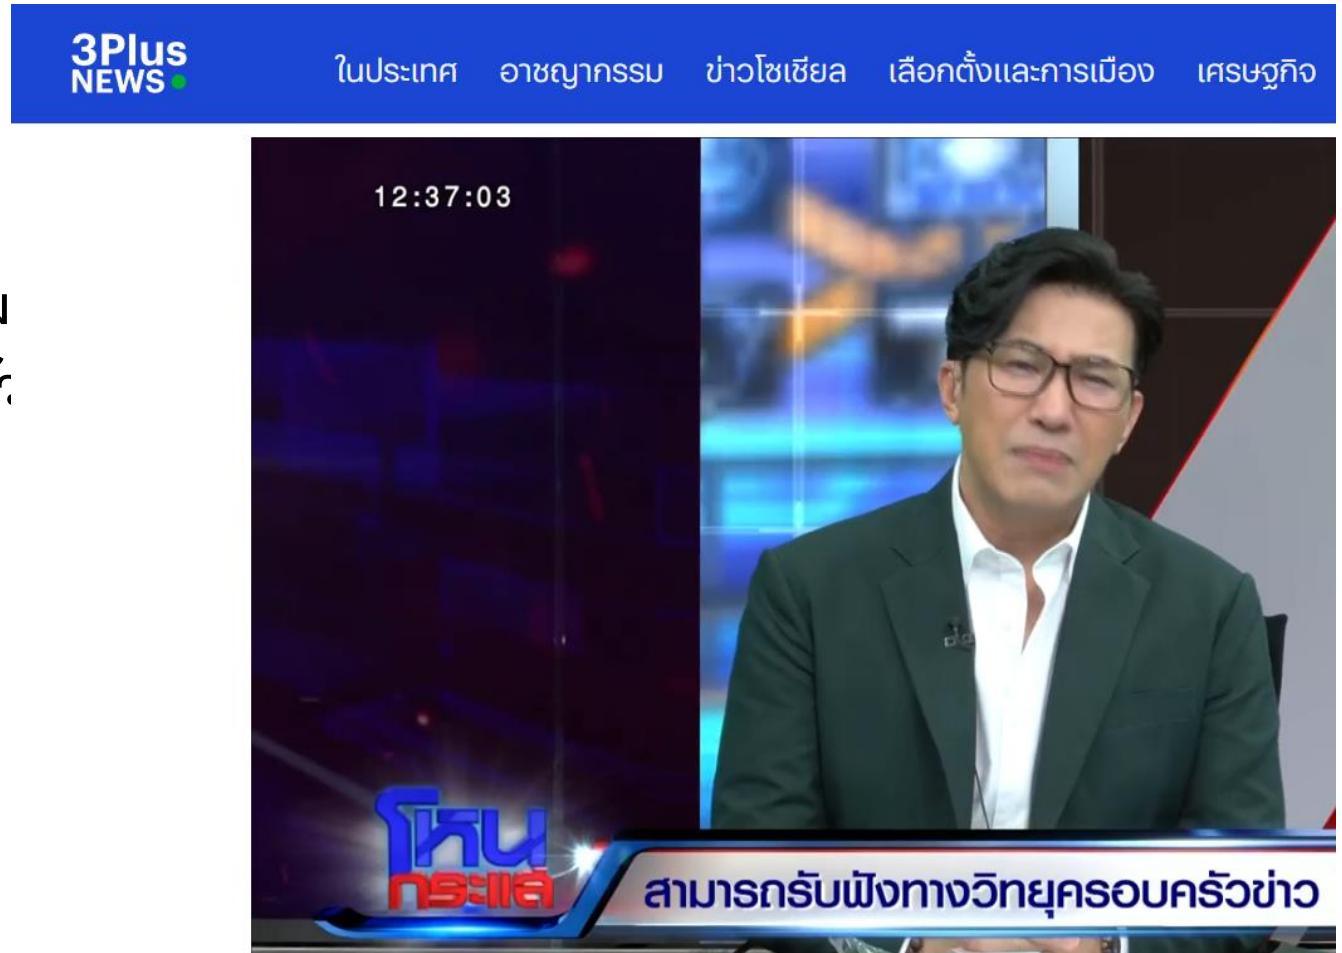 3Plus
NEWS
ในประเทศ อาชญากรรม ข่าวโซเชียล เลือกตั้งและการเมือง เศรษฐกิจ
12:37:03
โหน
กระแส
สามารถรับฟังทางวิทยุครอบครัวข่าว